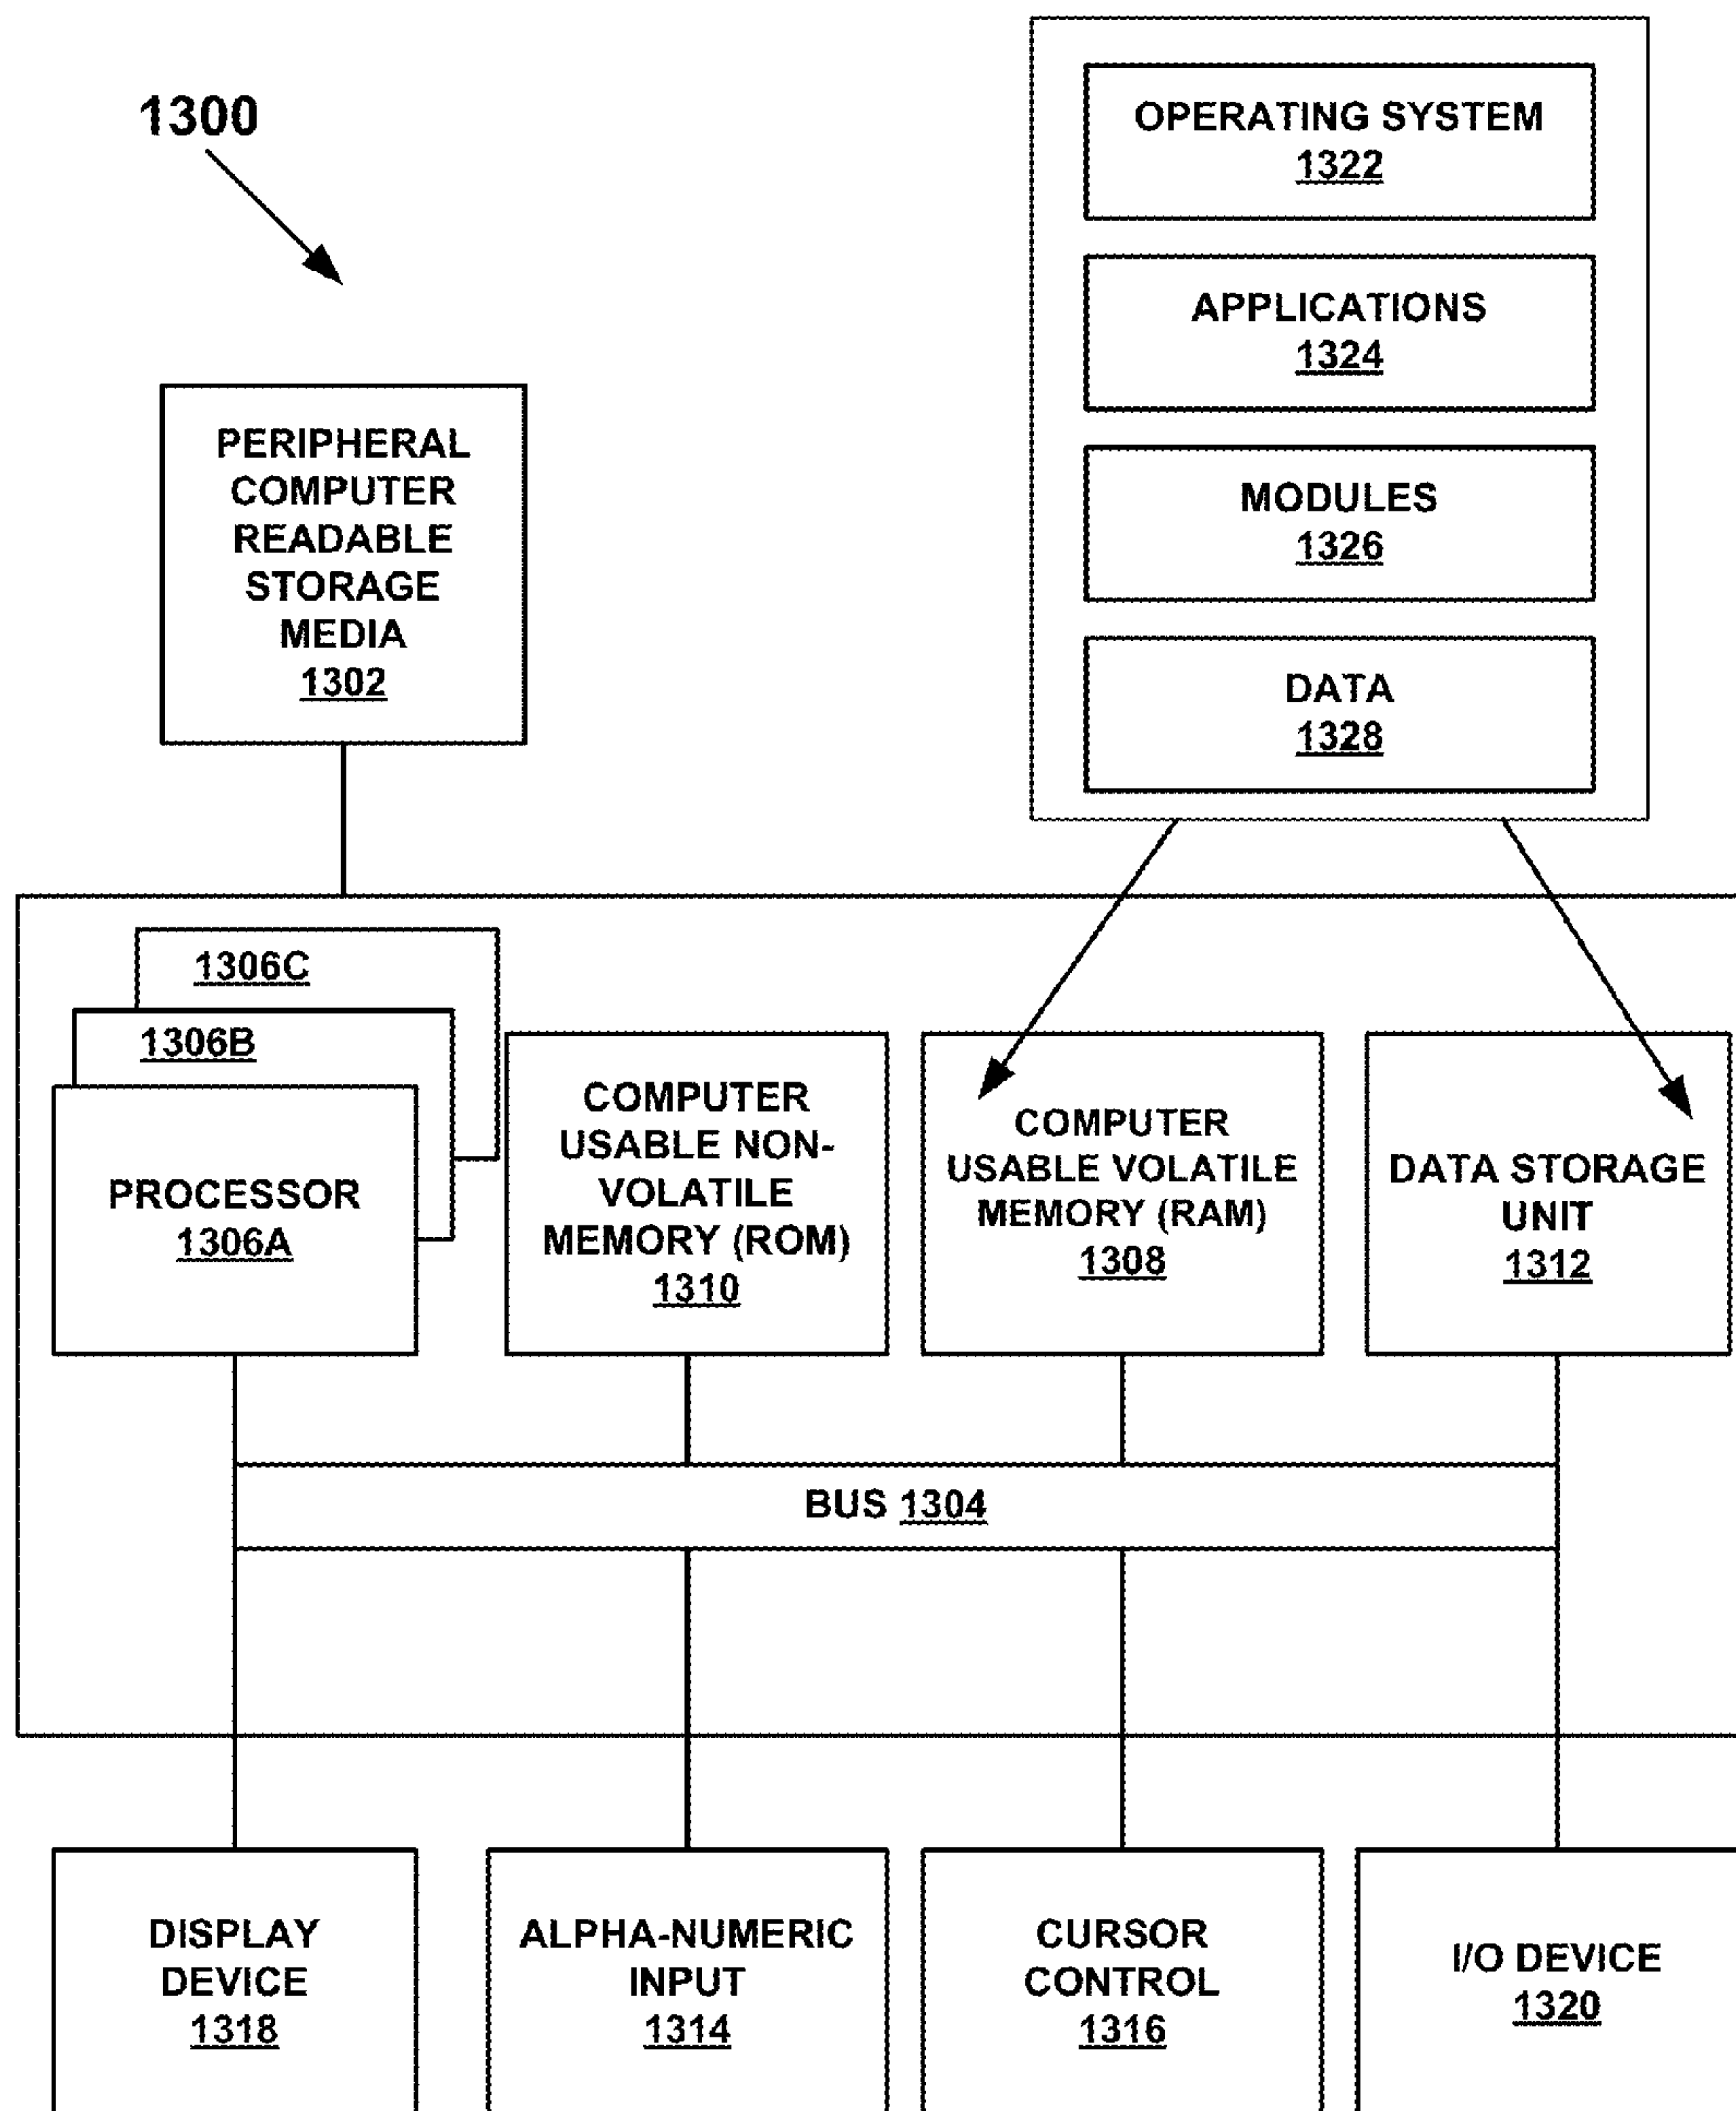 1300
OPERATING SYSTEM
1322
APPLICATIONS
1324
MODULES
1326
DATA
1328
PERIPHERAL
COMPUTER
READABLE
STORAGE
MEDIA
1302
1306C
1306B
PROCESSOR
1306A
COMPUTER
USABLE NON-
VOLATILE
MEMORY (ROM)
1310
COMPUTER
USABLE VOLATILE
MEMORY (RAM)
1308
DATA STORAGE
UNIT
1312
BUS 1304
DISPLAY
DEVICE
1318
ALPHA-NUMERIC
INPUT
1314
CURSOR
CONTROL
1316
I/O DEVICE
1320